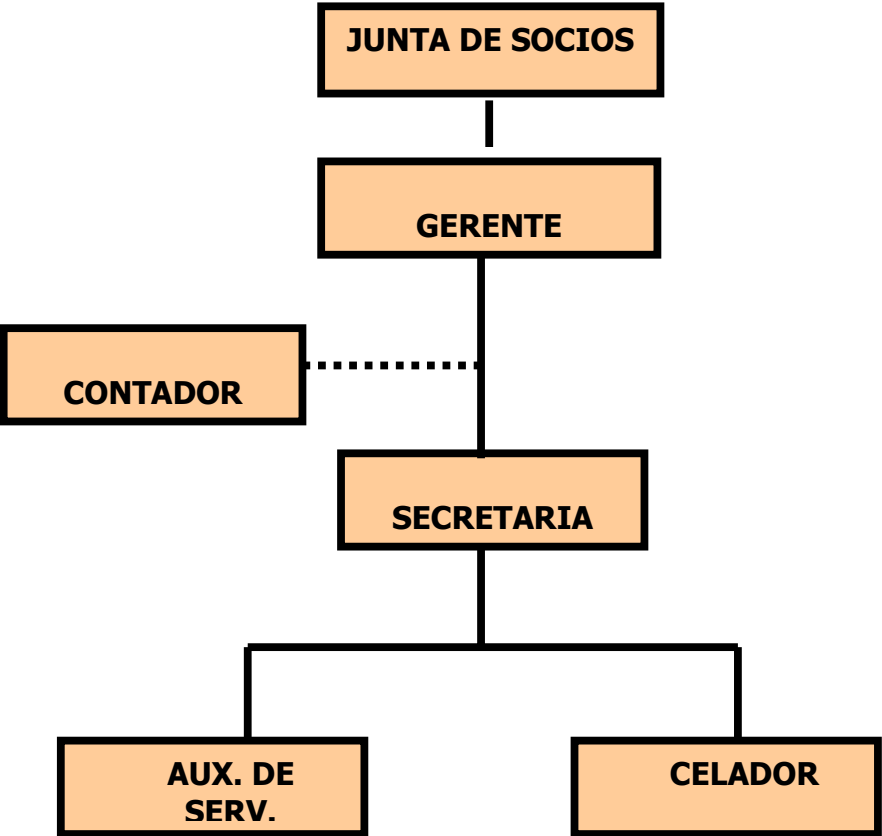 JUNTA DE SOCIOS
GERENTE
CONTADOR
SECRETARIA
AUX. DE
SERV.
CELADOR